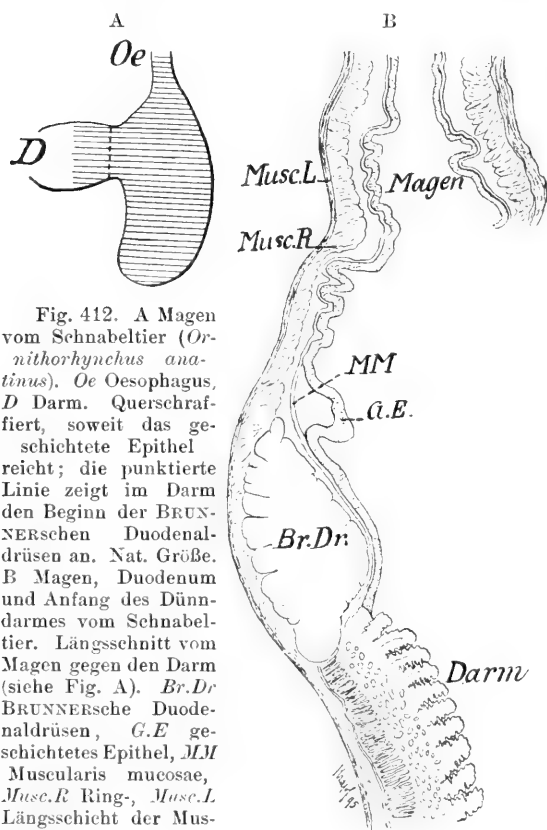 A
B
Oe
D
Musc.L
Magen
Musc.R
MM
G.E.
Br.Dr.
Darm
Fig. 412. A Magen
vom Schnabeltier (Or-
nithorhynchus ana-
tinus). Oe Oesophagus,
D Darm. Querschraf-
fiert, soweit das ge-
schichtete Epithel
reicht; die punktierte
Linie zeigt im Darm
den Beginn der BRUN-
NERschen Duodenal-
drüsen an. Nat. Größe.
B Magen, Duodenum
und Anfang des Dünn-
darmes vom Schnabel-
tier. Längsschnitt vom
Magen gegen den Darm
(siehe Fig. A). Br.Dr
BRUNNERsche Duode-
naldrüsen, G.E ge-
schichtetes Epithel, MM
Muscularis mucosae,
Musc.R Ring-, Musc.L
Längsschicht der Mus-